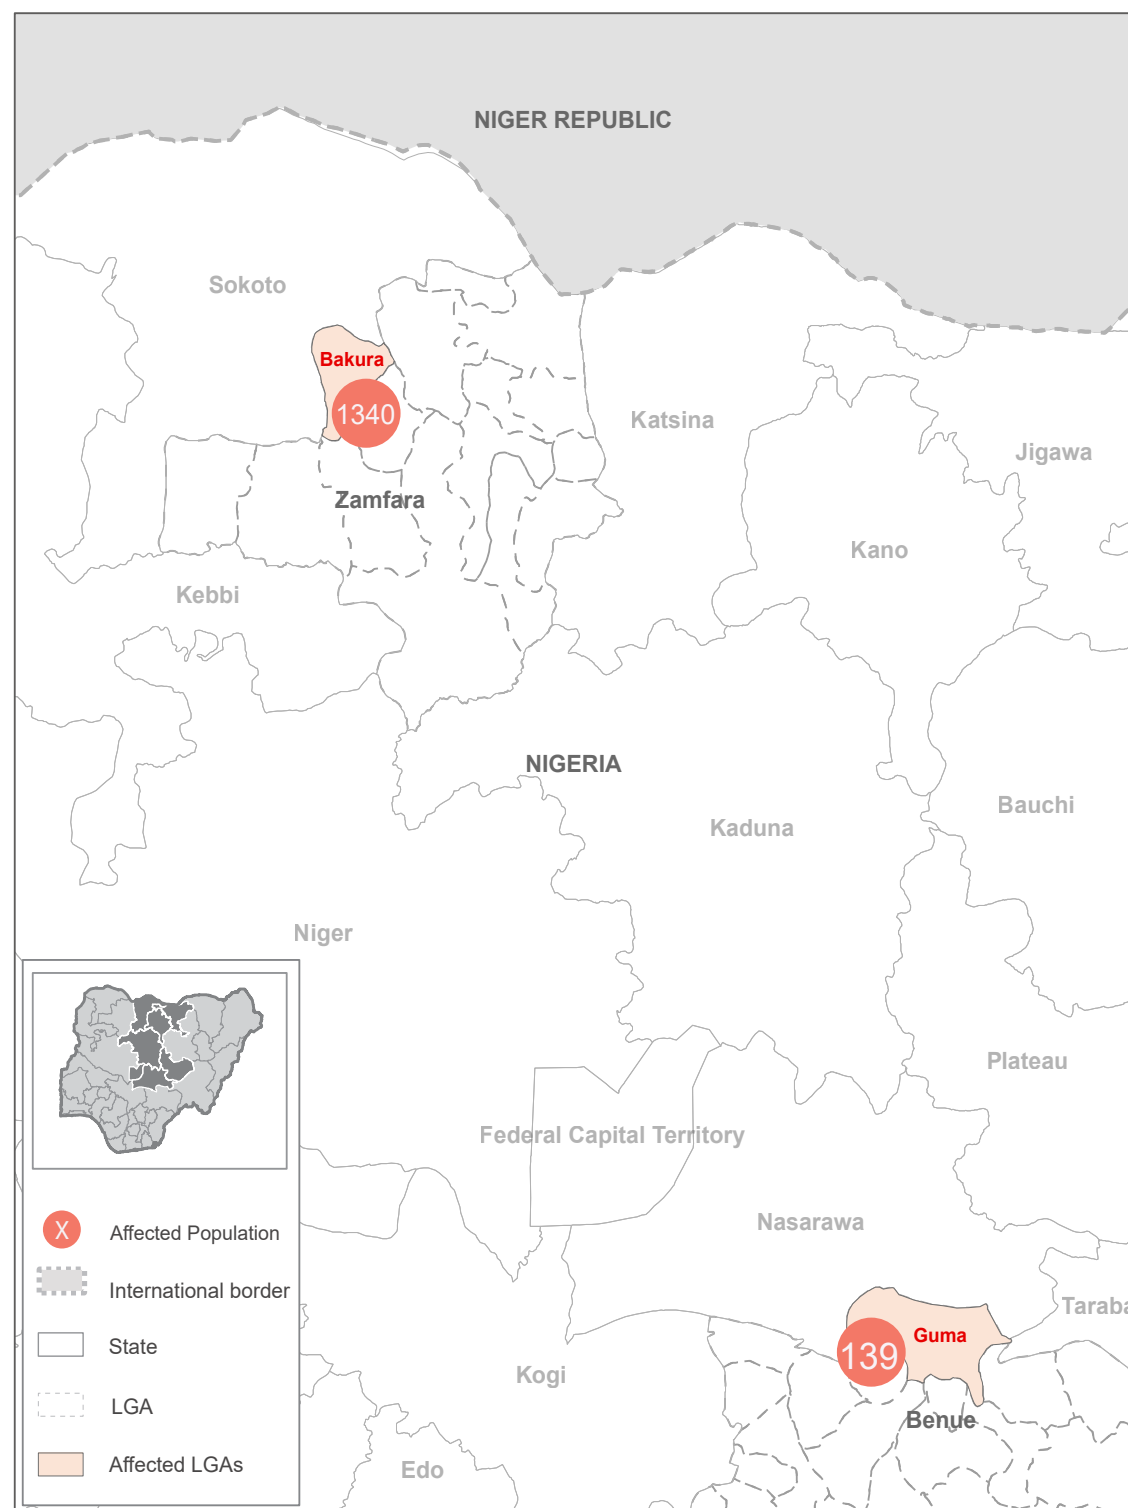 NIGER REPUBLIC
Sokoto
Bakura
1340
Katsina
Jigawa
Zamfara
Kano
Kebbi
NIGERIA
Bauchi
Kaduna
Niger
Plateau
Federal Capital Territory
Nasarawa
Taraba
Guma
139
Kogi
Benue
Edo
X Affected Population
International border
State
LGA
Affected LGAs